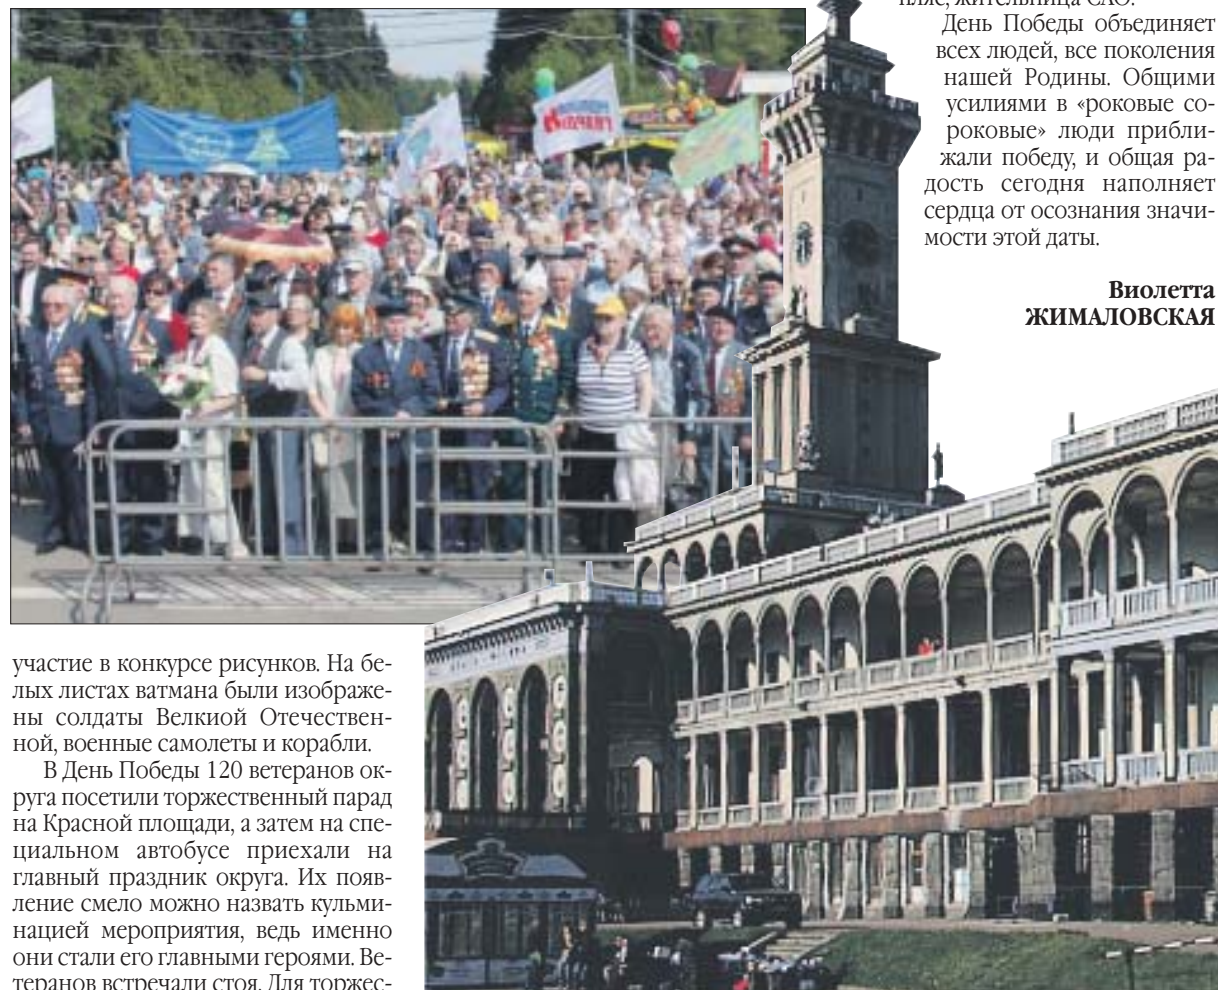 участие в конкурсе рисунков. На бе-
лых листах ватмана были изображе-
ны солдаты Велкиой Отечествен-
ной, военные самолеты и корабли.
В День Победы 120 ветеранов ок-
руга посетили торжественный парад
на Красной площади, а затем на спе-
циальном автобусе приехали на
главный праздник округа. Их появ-
ление смело можно назвать кульми-
нацией мероприятия, ведь именно
они стали его главными героями. Ве-
теранов встречали стоя. Для торжес-
пляс, жительница САО.
День Победы объединяет
всех людей, все поколения
нашей Родины. Общими
усилиями в «роковые со-
роковые» люди прибли-
жали победу, и общая ра-
дость сегодня наполняет
сердца от осознания значи-
мости этой даты.
Виолетта
ЖИМАЛОВСКАЯ